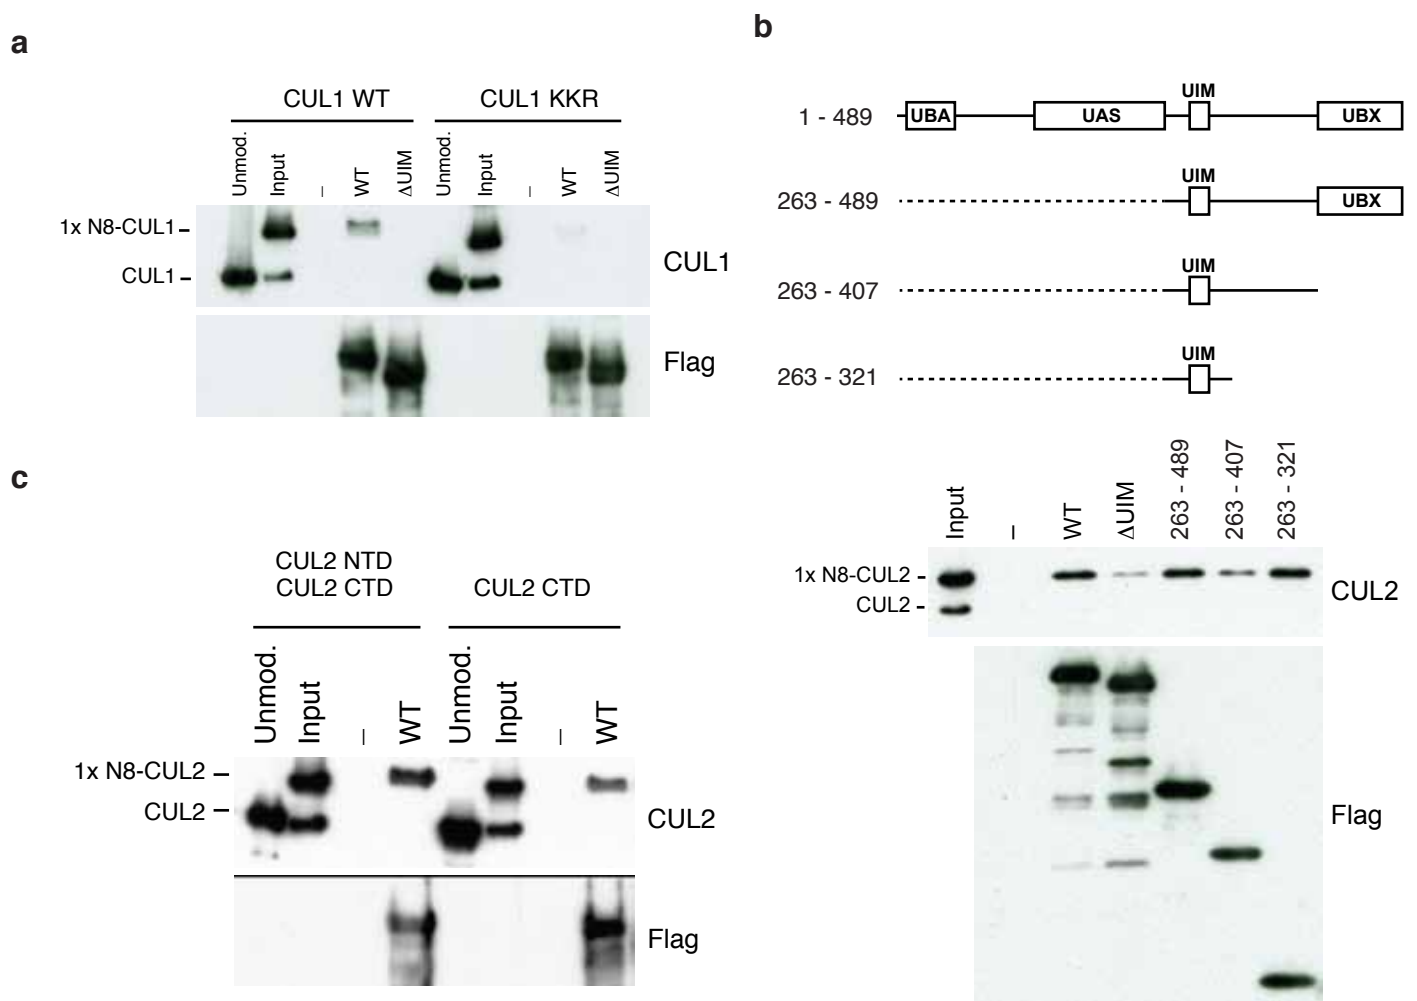 a
CUL1 WT
CUL1 KKR
Unmod.
Input
–
WT
ΔUIM
Unmod.
Input
–
WT
ΔUIM
1x N8-CUL1
CUL1
CUL1
Flag
b
1 - 489
UBA
UAS
UIM
UBX
263 - 489
UIM
UBX
263 - 407
UIM
263 - 321
UIM
Input
–
WT
ΔUIM
263 - 489
263 - 407
263 - 321
1x N8-CUL2
CUL2
CUL2
Flag
c
CUL2 NTD
CUL2 CTD
CUL2 CTD
Unmod.
Input
–
WT
Unmod.
Input
–
WT
1x N8-CUL2
CUL2
CUL2
Flag